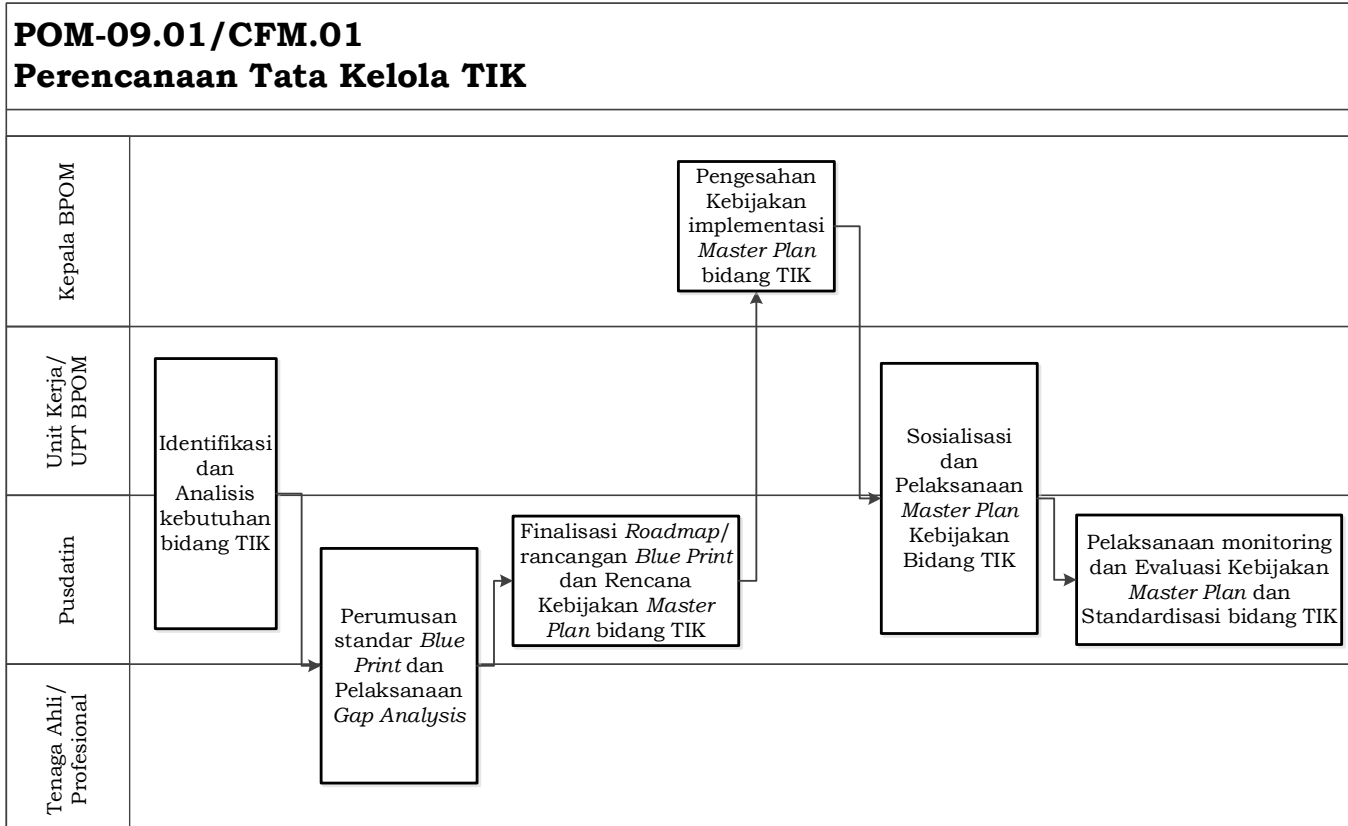 POM-09.01/CFM.01
Perencanaan Tata Kelola TIK
Kepala BPOM
Pengesahan
Kebijakan
implementasi
Master Plan
bidang TIK
Unit Kerja/
UPT BPOM
Identifikasi
dan
Analisis
kebutuhan
bidang TIK
Sosialisasi
dan
Pelaksanaan
Master Plan
Kebijakan
Bidang TIK
Pusdatin
Perumusan
standar Blue
Print dan
Pelaksanaan
Gap Analysis
Finalisasi Roadmap/
rancangan Blue Print
dan Rencana
Kebijakan Master
Plan bidang TIK
Pelaksanaan monitoring
dan Evaluasi Kebijakan
Master Plan dan
Standardisasi bidang TIK
Tenaga Ahli/
Profesional